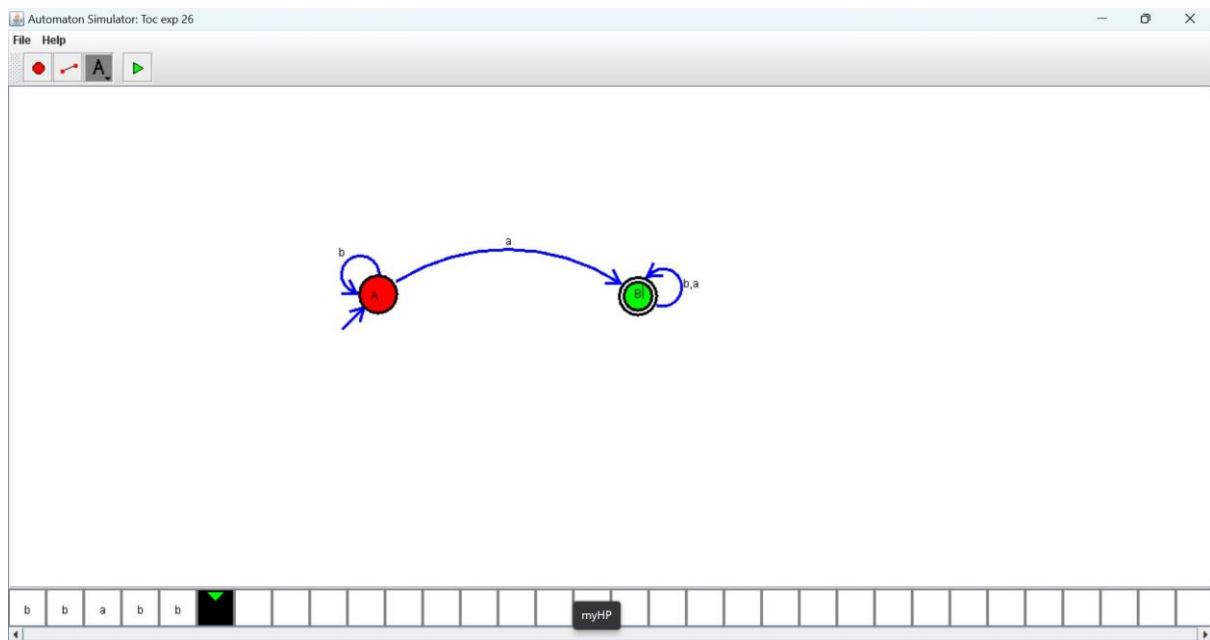 Automaton Simulator: Toc exp 26
File Help
A
a
b
b,a
A
B
b b a b b
myHP